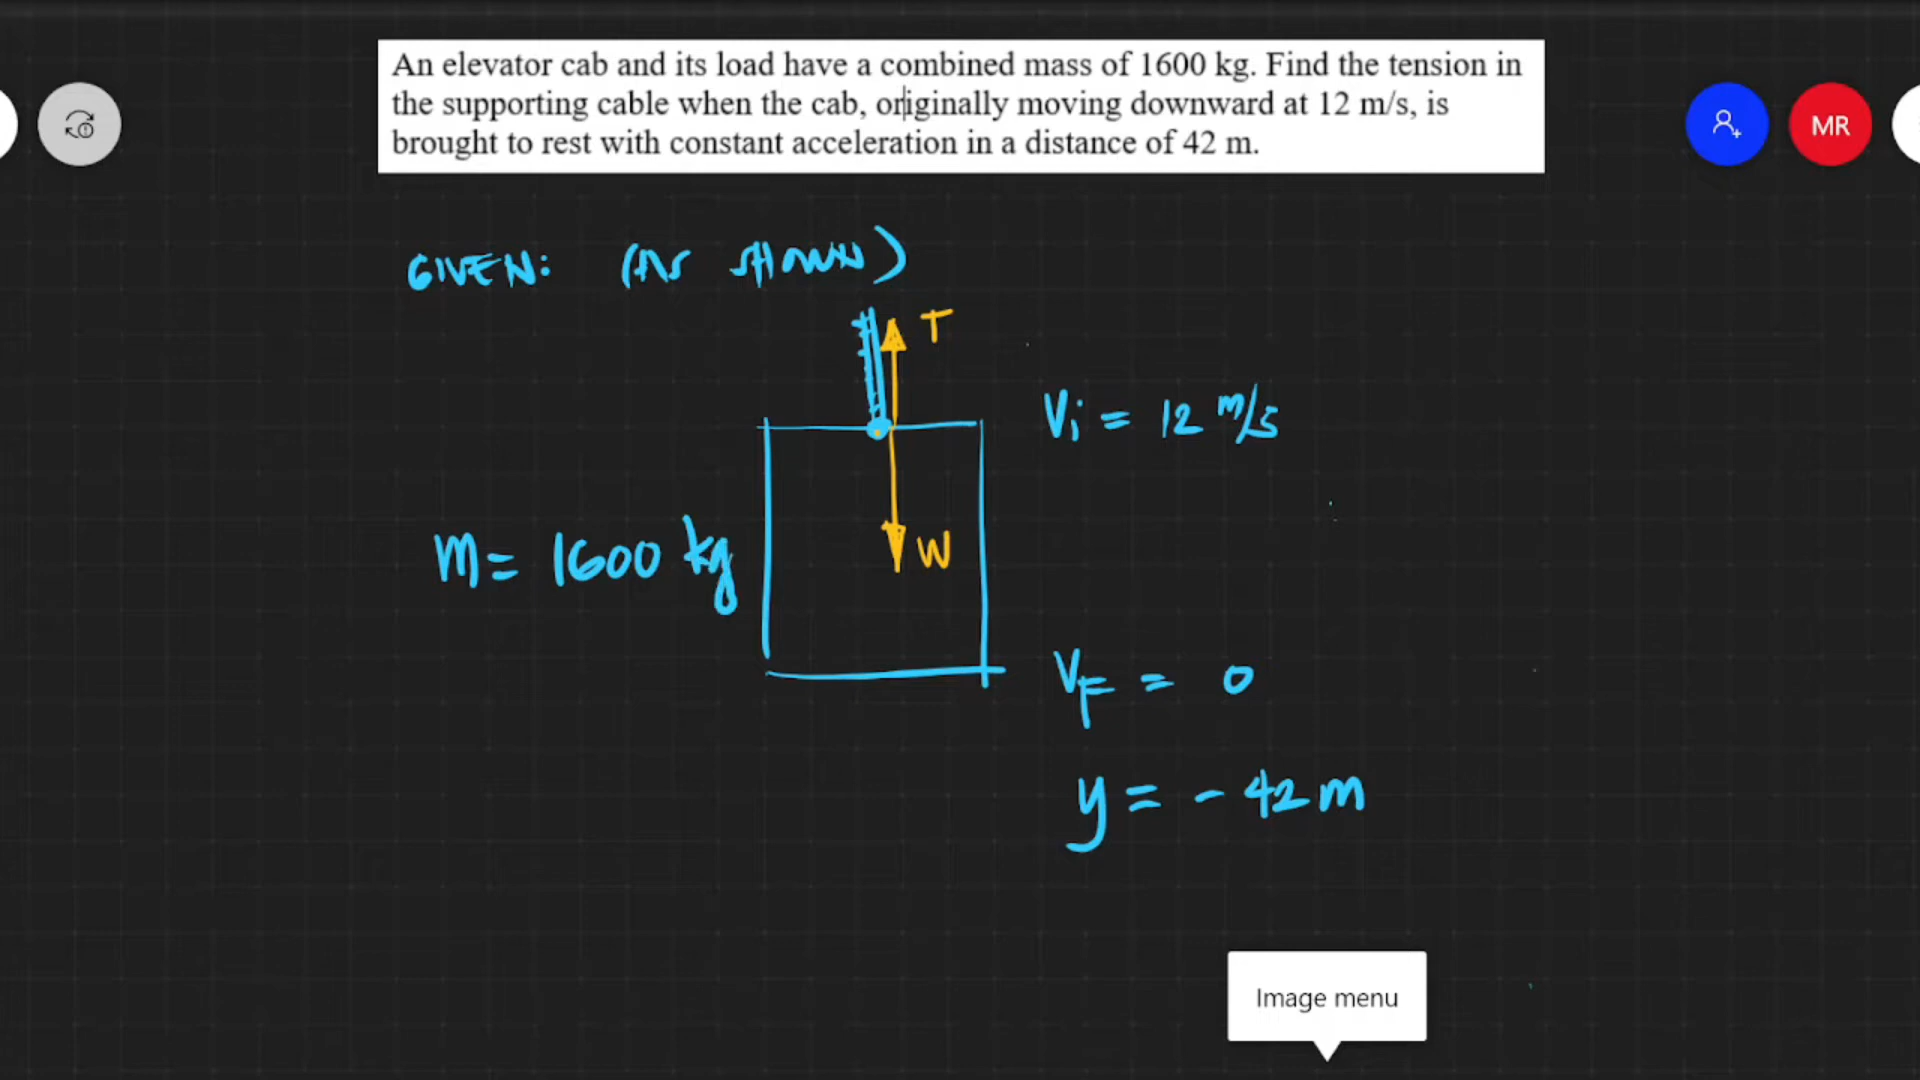 An elevator cab and its load have a combined mass of 1600 kg. Find the tension in
the supporting cable when the cab, originally moving downward at 12 m/s, is
brought to rest with constant acceleration in a distance of 42 m.
MR
GIVEN: (AS SHOWN)
T
Vi = 12 m/s
W
m = 1600 kg
VF = 0
y = - 42 m
Image menu